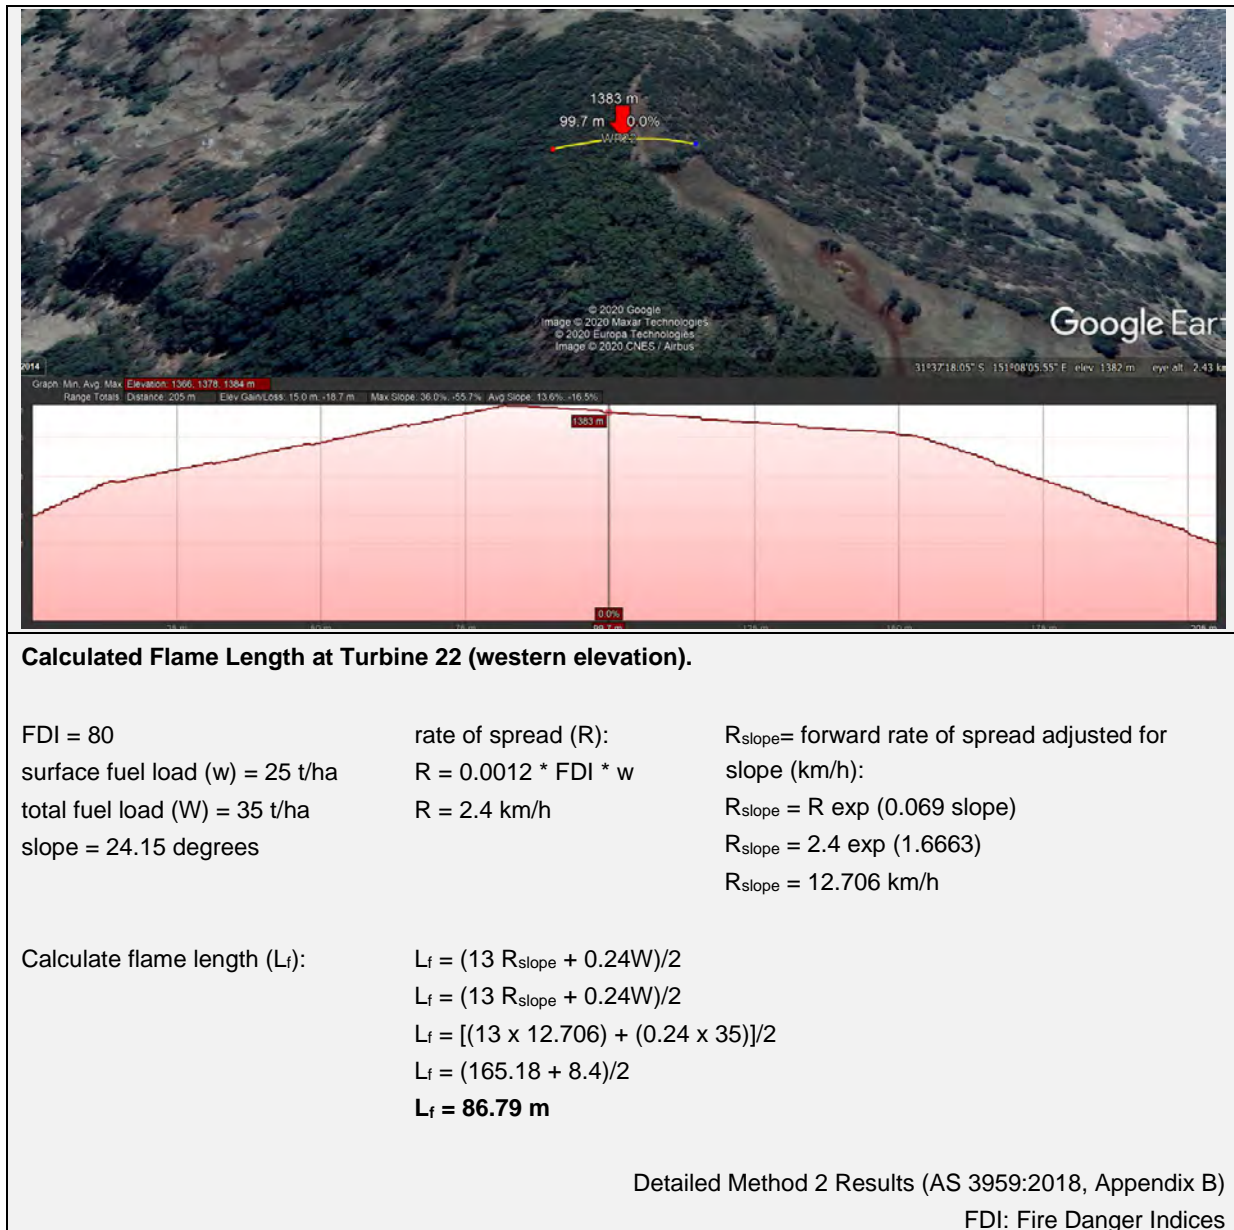 1383 m
99.7 m 0.0%
© 2020 Google
Image © 2020 Maxar Technologies
© 2020 Europa Technologies
Image © 2020 CNES / Airbus
Google Ear
2014
31°37'18.05" S 151°08'05.55" E elev 1382 m eye alt 2.43 km
Graph: Min, Avg, Max Elevation: 1366, 1378, 1384 m
Range Totals: Distance: 205 m Elev Gain/Loss: 15.0 m, -18.7 m Max Slope: 36.0%, -55.7% Avg Slope: 13.6%, -16.5%
1383 m
0.0%
25 m 50 m 75 m 99.7 m 125 m 150 m 175 m 205 m
Calculated Flame Length at Turbine 22 (western elevation).
FDI = 80
surface fuel load (w) = 25 t/ha
total fuel load (W) = 35 t/ha
slope = 24.15 degrees
rate of spread (R):
R = 0.0012 * FDI * w
R = 2.4 km/h
Rslope= forward rate of spread adjusted for
slope (km/h):
Rslope = R exp (0.069 slope)
Rslope = 2.4 exp (1.6663)
Rslope = 12.706 km/h
Calculate flame length (Lf):
Lf = (13 Rslope + 0.24W)/2
Lf = (13 Rslope + 0.24W)/2
Lf = [(13 x 12.706) + (0.24 x 35)]/2
Lf = (165.18 + 8.4)/2
Lf = 86.79 m
Detailed Method 2 Results (AS 3959:2018, Appendix B)
FDI: Fire Danger Indices